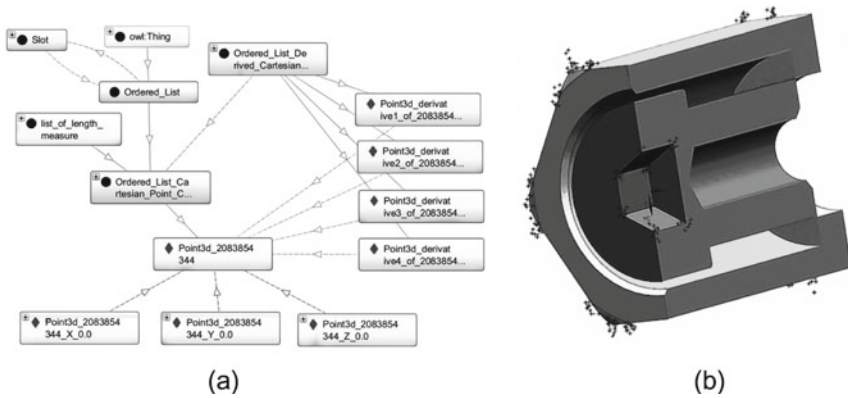 Slot
owl:Thing
Ordered_List_De
rived_Cartesian...
Ordered_List
Point3d_derivat
ive1_of_2083854...
list_of_length_
measure
Point3d_derivat
ive2_of_2083854...
Ordered_List_Ca
rtesian_Point_C...
Point3d_derivat
ive3_of_2083854...
Point3d_2083854
344
Point3d_derivat
ive4_of_2083854...
Point3d_2083854
344_X_0.0
Point3d_2083854
344_Y_0.0
Point3d_2083854
344_Z_0.0
(a)
(b)